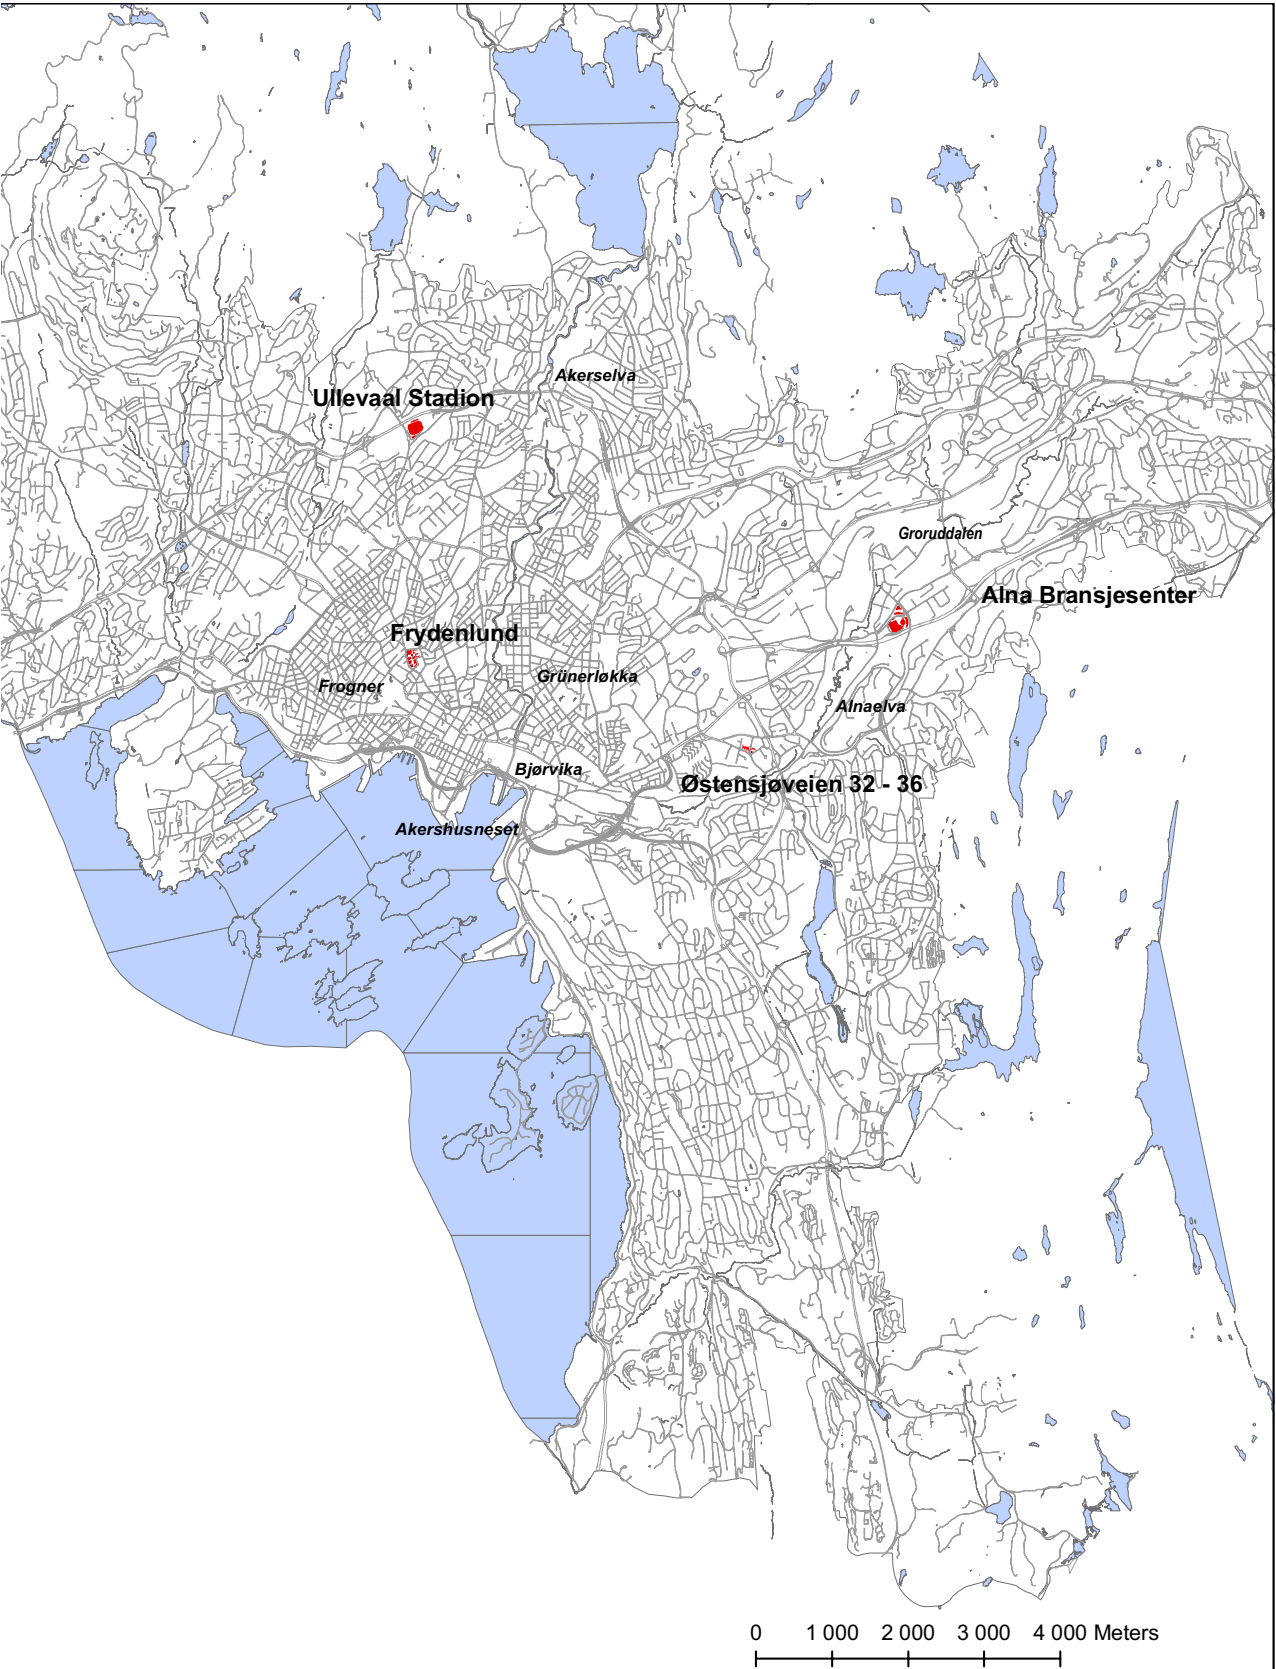 Akerselva
Ullevaal Stadion
Groruddalen
Alna Bransjesenter
Frydenlund
Grünerløkka
Frogner
Alnaelva
Bjørvika
Østensjøveien 32 - 36
Akershusneset
0 1 000 2 000 3 000 4 000 Meters